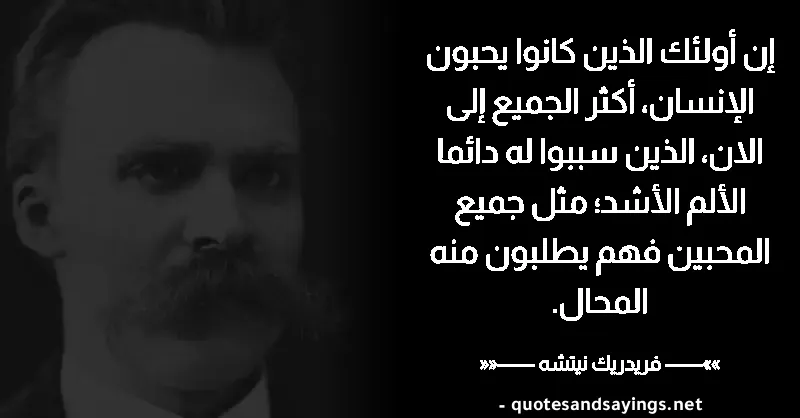 إن أولئك الذين كانوا يحبون
الإنسان، أكثر الجميع إلى
الان، الذين سببوا له دائما
الألم الأشد؛ مثل جميع
المحبين فهم يطلبون منه
المحال.
»»—— فريدريك نيتشه ——««
- quotesandsayings.net